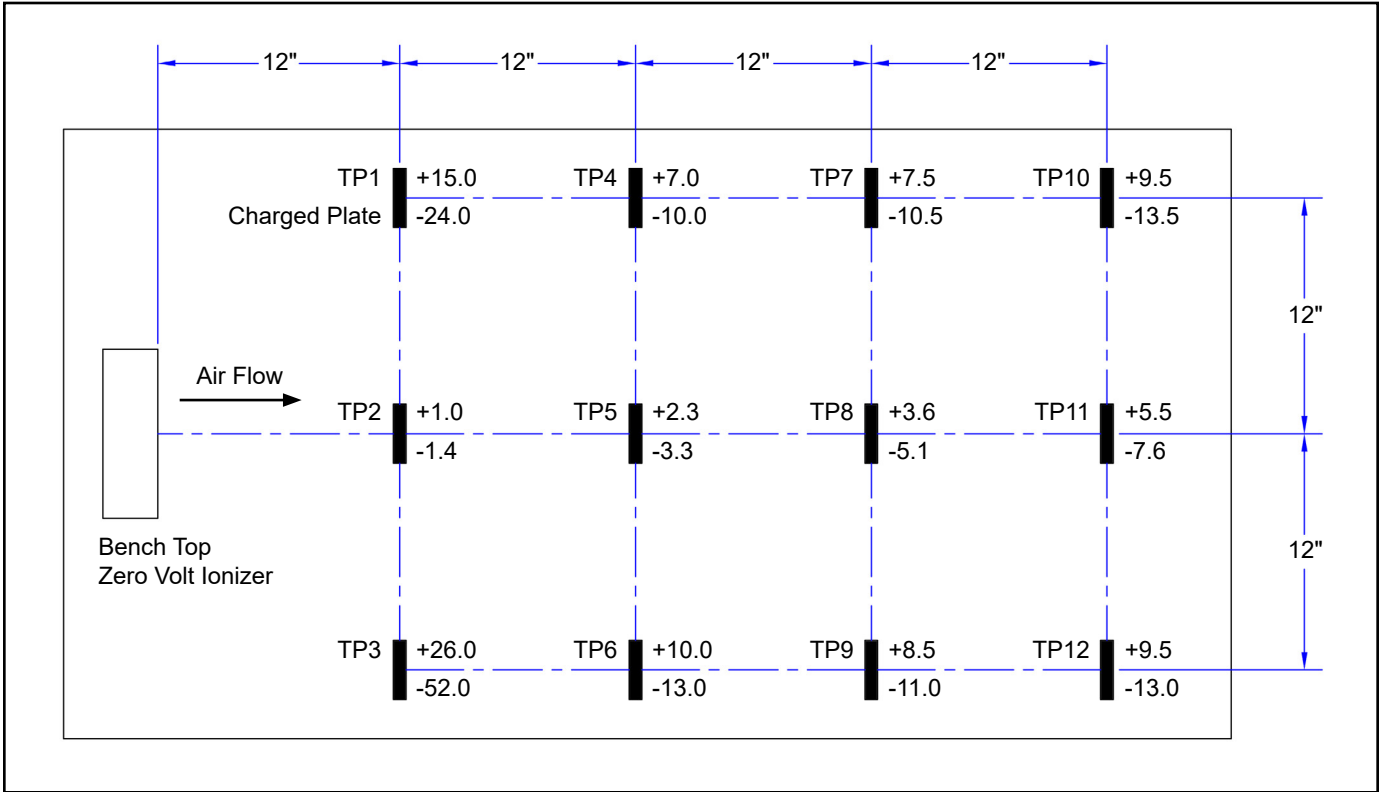 12" 12" 12" 12"
TP1 +15.0 TP4 +7.0 TP7 +7.5 TP10 +9.5
Charged Plate -24.0 -10.0 -10.5 -13.5
12"
Air Flow
TP2 +1.0 TP5 +2.3 TP8 +3.6 TP11 +5.5
-1.4 -3.3 -5.1 -7.6
Bench Top
12"
Zero Volt Ionizer
TP3 +26.0 TP6 +10.0 TP9 +8.5 TP12 +9.5
-52.0 -13.0 -11.0 -13.0